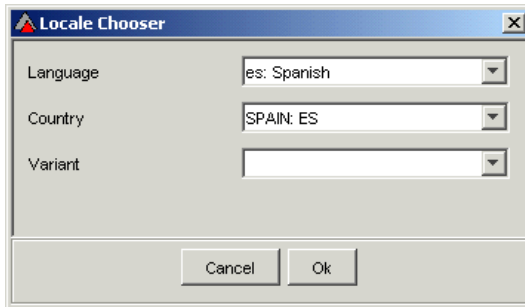 Locale Chooser
Language es: Spanish
Country SPAIN: ES
Variant
Cancel Ok